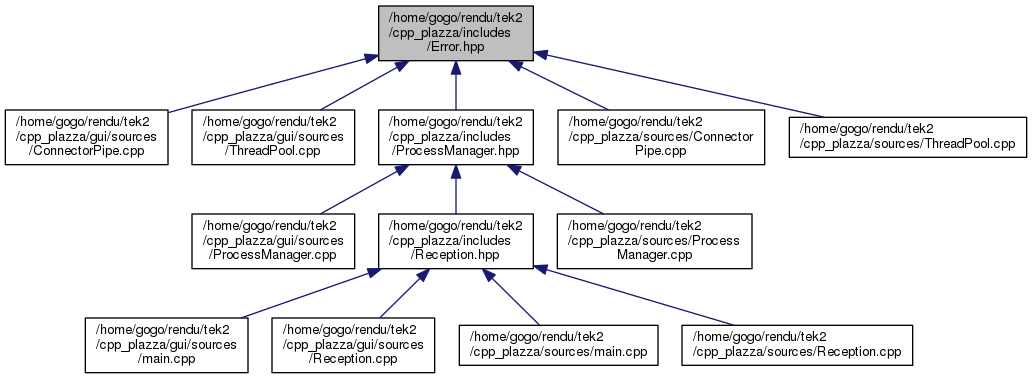 /home/gogo/rendu/tek2
/cpp_plazza/includes
/Error.hpp
/home/gogo/rendu/tek2
/cpp_plazza/gui/sources
/ConnectorPipe.cpp
/home/gogo/rendu/tek2
/cpp_plazza/gui/sources
/ThreadPool.cpp
/home/gogo/rendu/tek2
/cpp_plazza/includes
/ProcessManager.hpp
/home/gogo/rendu/tek2
/cpp_plazza/sources/Connector
Pipe.cpp
/home/gogo/rendu/tek2
/cpp_plazza/sources/ThreadPool.cpp
/home/gogo/rendu/tek2
/cpp_plazza/gui/sources
/ProcessManager.cpp
/home/gogo/rendu/tek2
/cpp_plazza/includes
/Reception.hpp
/home/gogo/rendu/tek2
/cpp_plazza/sources/Process
Manager.cpp
/home/gogo/rendu/tek2
/cpp_plazza/gui/sources
/main.cpp
/home/gogo/rendu/tek2
/cpp_plazza/gui/sources
/Reception.cpp
/home/gogo/rendu/tek2
/cpp_plazza/sources/main.cpp
/home/gogo/rendu/tek2
/cpp_plazza/sources/Reception.cpp